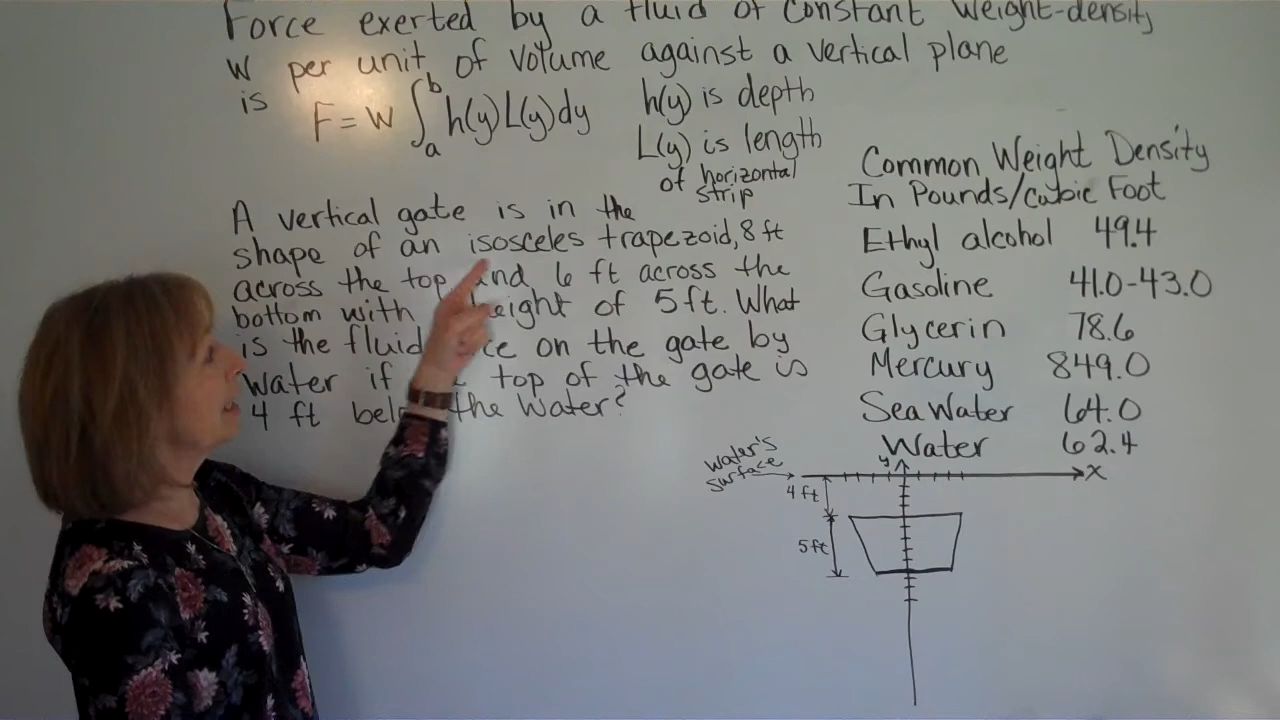 Force exerted by a fluid of constant weight-density
w per unit of volume against a vertical plane
is F = w ∫_a^b h(y)L(y)dy
h(y) is depth
L(y) is length
of horizontal
strip
A vertical gate is in the
shape of an isosceles trapezoid, 8 ft
across the top and 6 ft across the
bottom with height of 5 ft. What
is the fluid ce on the gate by
water if top of the gate is
4 ft bel the water?
Common Weight Density
In Pounds/cubic Foot
Ethyl alcohol 49.4
Gasoline 41.0-43.0
Glycerin 78.6
Mercury 849.0
Sea Water 64.0
Water 62.4
water's
surface
y
x
4 ft
5 ft